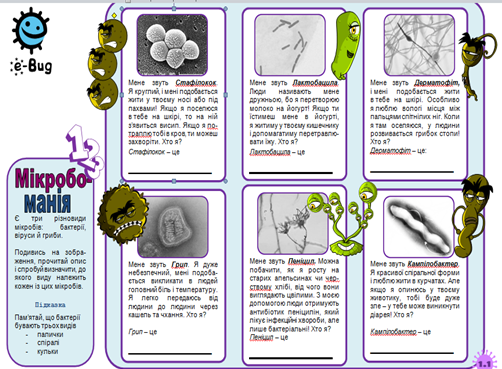 e-Bug
Мікробо-
манія
Є три різновиди
мікробів: бактерії,
віруси й гриби.
Подивись на зобра-
ження, прочитай опис
і спробуй визначити, до
якого виду належить
кожен із цих мікробів.
Підказка
Пам'ятай, що бактерії
бувають трьох видів
- палички
- спіралі
- кульки
Мене звуть Стафілокок.
Я круглий, і мені подобається
жити у твоєму носі або під
пахвами! Якщо я поселюся
в тебе на шкірі, то на ній
з'явиться висип. Якщо я по-
траплю тобі в кров, ти можеш
захворіти. Хто я?
Стафілокок – це
Мене звуть Лактобацила.
Люди називають мене
дружньою, бо я перетворюю
молоко на йогурт! Якщо ти
їстимеш мене в йогурті,
я житиму у твоєму кишечнику
і допомагатиму перетравлю-
вати їжу. Хто я?
Лактобацила – це
Мене звуть Дерматофіт,
і мені подобається жити
в тебе на шкірі. Особливо
я люблю вологі місця між
пальцями спітнілих ніг. Коли
я там оселяюся, у людини
розвивається грибок стопи!
Хто я?
Дерматофіт – це:
Мене звуть Грип. Я дуже
небезпечний, мені подоба-
ється викликати в людей
головний біль і температуру.
Я легко передаюсь від
людини до людини через
кашель та чхання. Хто я?
Грип – це
Мене звуть Пеніцил. Можна
побачити, як я росту на
старих апельсинах чи чер-
ствому хлібі, від чого вони
виглядають цвілими. З моєю
допомогою люди отримують
антибіотик пеніцилін, який
лікує інфекційні хвороби, але
лише бактеріальні! Хто я?
Пеніцил – це
Мене звуть Кампілобактер.
Я красивої спіральної форми
і люблю жити в курчатах. Але
якщо я опинюсь у твоєму
животику, тобі буде дуже
зле – у тебе може виникнути
діарея! Хто я?
Кампілобактер – це
1.1